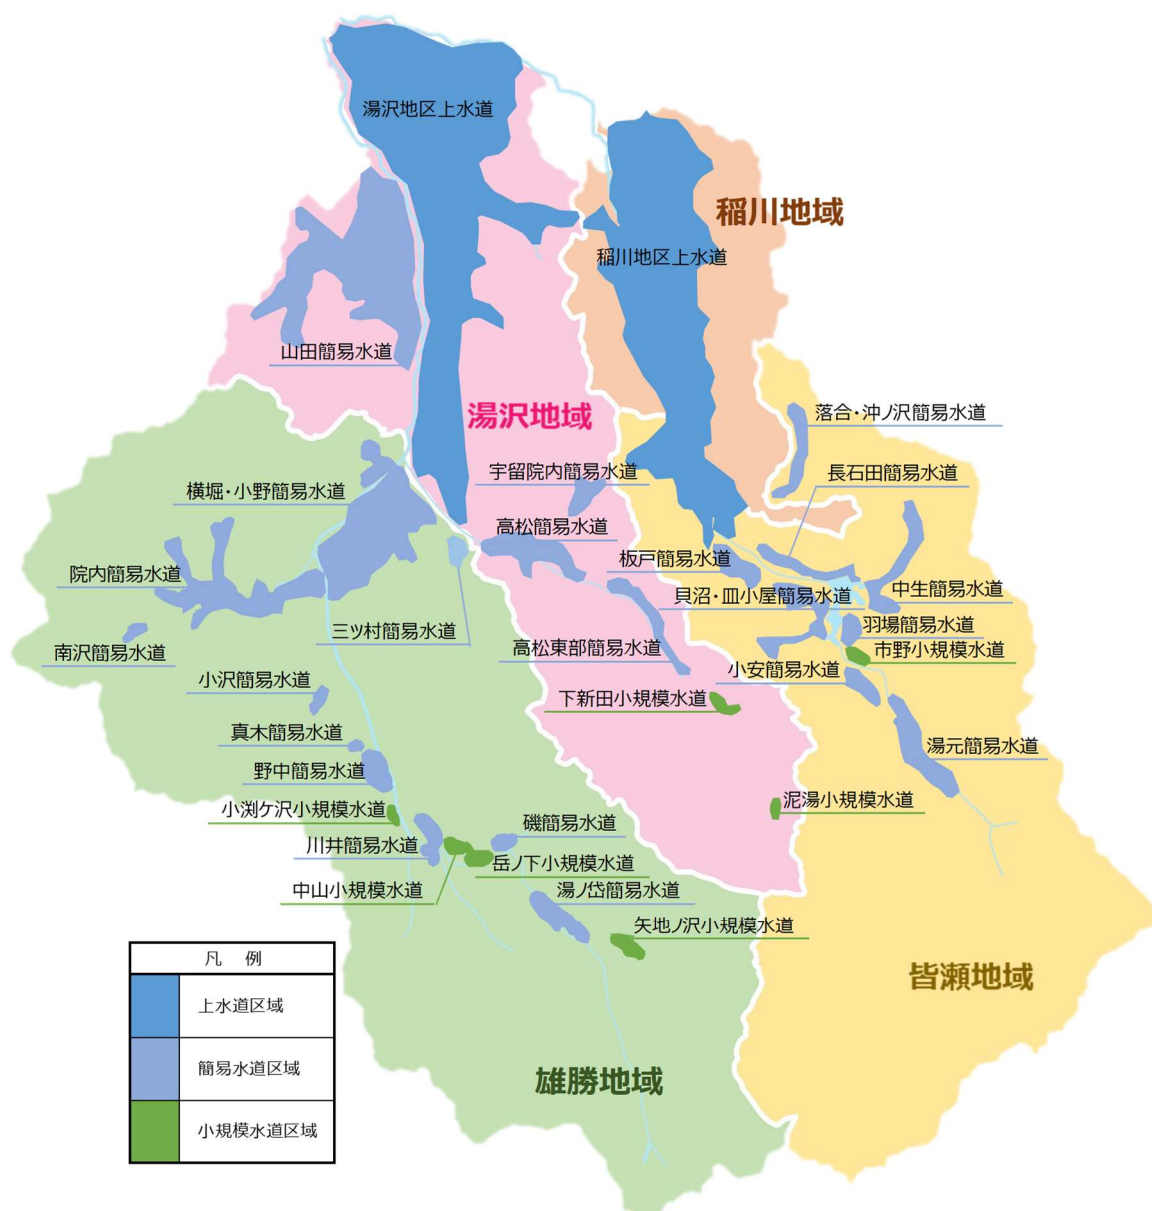 湯沢地区上水道
稲川地域
稲川地区上水道
山田簡易水道
湯沢地域
落合・沖ノ沢簡易水道
宇留院内簡易水道
長石田簡易水道
横堀・小野簡易水道
高松簡易水道
板戸簡易水道
院内簡易水道
貝沼・皿小屋簡易水道
中生簡易水道
三ツ村簡易水道
羽場簡易水道
南沢簡易水道
高松東部簡易水道
市野小規模水道
小沢簡易水道
小安簡易水道
下新田小規模水道
真木簡易水道
湯元簡易水道
野中簡易水道
小渕ケ沢小規模水道
泥湯小規模水道
磯簡易水道
川井簡易水道
岳ノ下小規模水道
中山小規模水道
湯ノ岱簡易水道
矢地ノ沢小規模水道
皆瀬地域
雄勝地域
凡 例
上水道区域
簡易水道区域
小規模水道区域